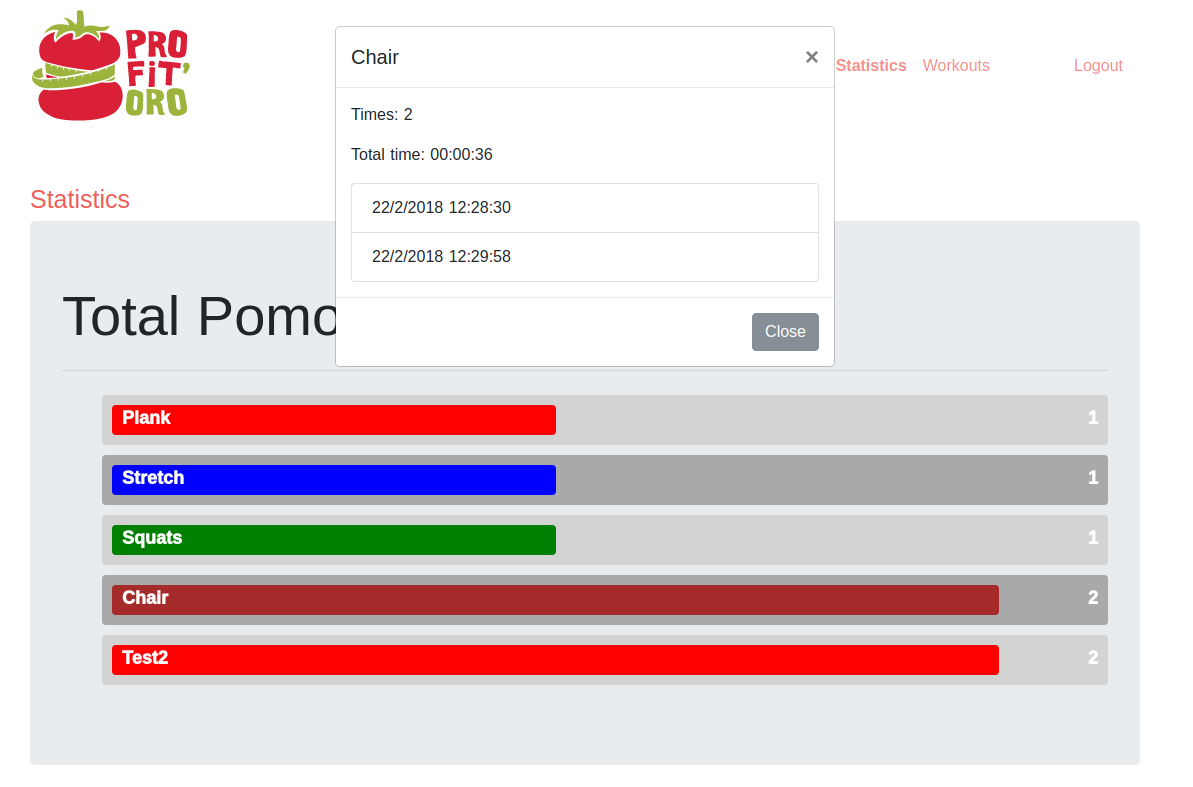 PRO
FiT'
ORO
Chair
×
Statistics Workouts Logout
Times: 2
Total time: 00:00:36
Statistics
22/2/2018 12:28:30
22/2/2018 12:29:58
Total Pomo
Close
Plank 1
Stretch 1
Squats 1
Chair 2
Test2 2